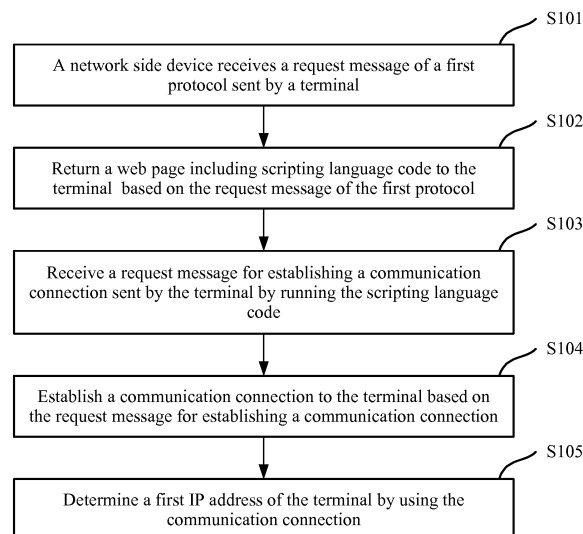 S101
A network side device receives a request message of a first
protocol sent by a terminal
S102
Return a web page including scripting language code to the
terminal based on the request message of the first protocol
S103
Receive a request message for establishing a communication
connection sent by the terminal by running the scripting language
code
S104
Establish a communication connection to the terminal based on
the request message for establishing a communication connection
S105
Determine a first IP address of the terminal by using the
communication connection